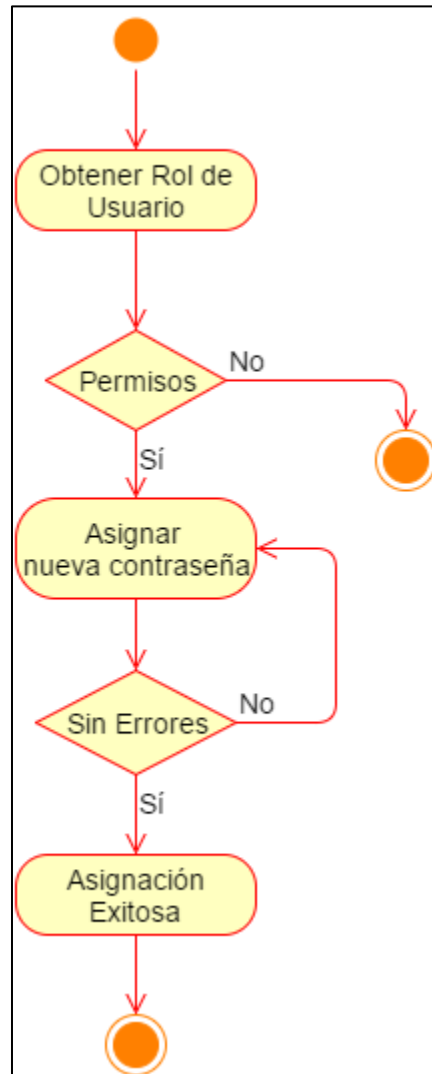 Obtener Rol de
Usuario
Permisos
No
Sí
Asignar
nueva contraseña
Sin Errores
No
Sí
Asignación
Exitosa